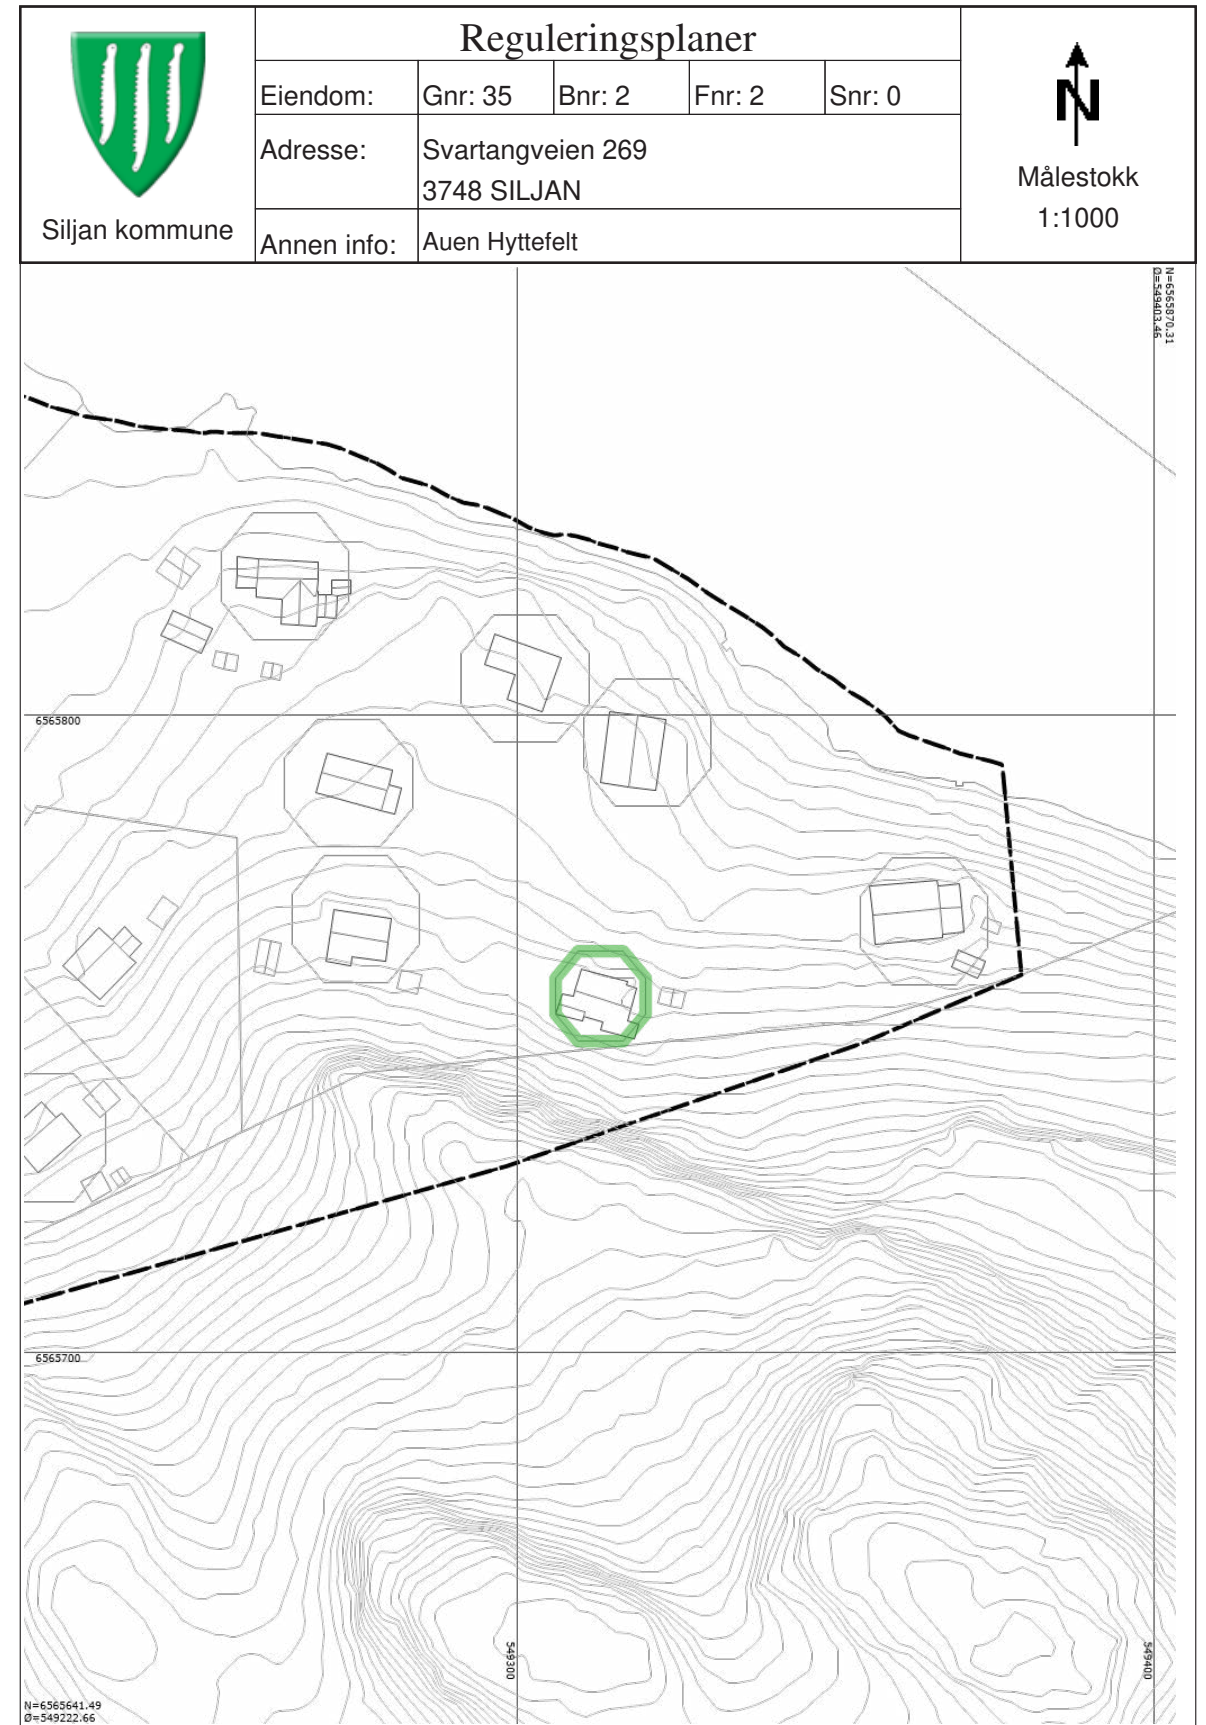 Reguleringsplaner
Eiendom: Gnr: 35 Bnr: 2 Fnr: 2 Snr: 0
Adresse: Svartangveien 269
3748 SILJAN
Annen info: Auen Hyttefelt
Siljan kommune
N
Målestokk
1:1000
N=6565870.31
Ø=549403.46
6565800
6565700
549300
549400
N=6565641.49
Ø=549222.66